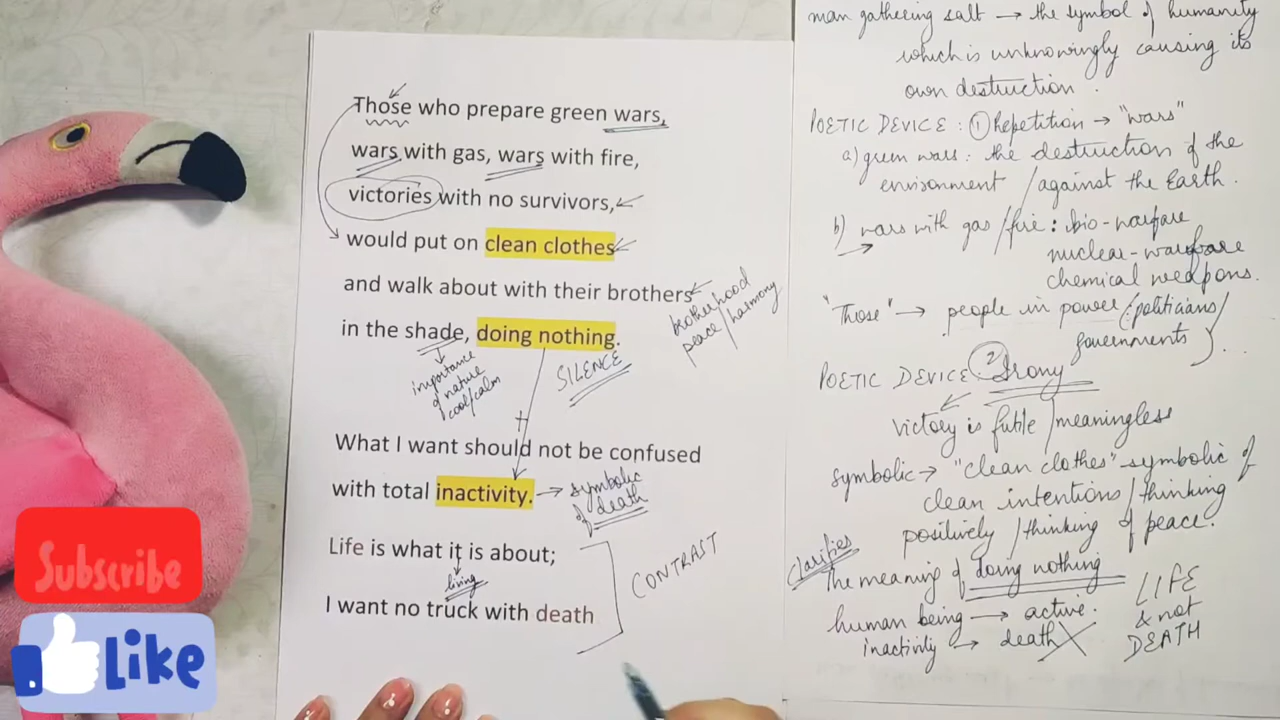 Those who prepare green wars,
wars with gas, wars with fire,
victories with no survivors,
would put on clean clothes
and walk about with their brothers
in the shade, doing nothing.
brotherhood
peace/harmony
importance
of nature
cool/calm
SILENCE
What I want should not be confused
with total inactivity. → symbolic
of death
Life is what it is about;
living
I want no truck with death
CONTRAST
man gathering salt → the symbol of humanity
which is unknowingly causing its
own destruction.
POETIC DEVICE: ① Repetition → "wars"
a) green wars: the destruction of the
environment / against the Earth.
b) wars with gas/fire: bio-warfare
nuclear-warfare
chemical weapons.
"Those" → people in power (politicians/
governments) ...
POETIC DEVICE ② Irony
victory is futile / meaningless
symbolic → "clean clothes" symbolic of
clean intentions / thinking
positively / thinking of peace.
clarifies
the meaning of doing nothing
human being → active.
inactivity → death
LIFE
& not
DEATH
Subscribe
Like